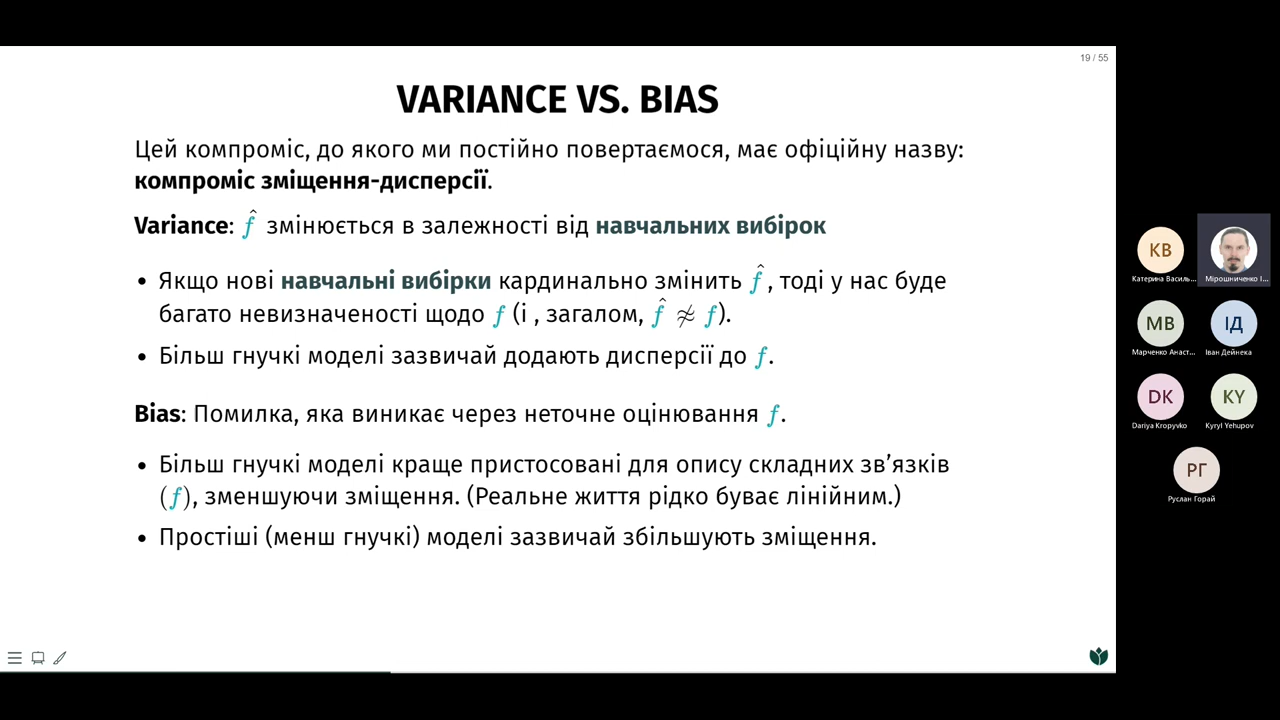 19 / 55
VARIANCE VS. BIAS
Цей компроміс, до якого ми постійно повертаємося, має офіційну назву:
компроміс зміщення-дисперсії.
Variance: f̂ змінюється в залежності від навчальних вибірок
• Якщо нові навчальні вибірки кардинально змінить f̂ , тоді у нас буде
багато невизначеності щодо f (і , загалом, f̂ ≉ f).
• Більш гнучкі моделі зазвичай додають дисперсії до f.
Bias: Помилка, яка виникає через неточне оцінювання f.
• Більш гнучкі моделі краще пристосовані для опису складних зв’язків
(f), зменшуючи зміщення. (Реальне життя рідко буває лінійним.)
• Простіші (менш гнучкі) моделі зазвичай збільшують зміщення.
КВ
Катерина Василь...
Мірошниченко І...
МВ
ІД
Марченко Анаст...
Іван Дейнека
DK
KY
Dariya Kropyvko
Kyryl Yehupov
РГ
Руслан Горай